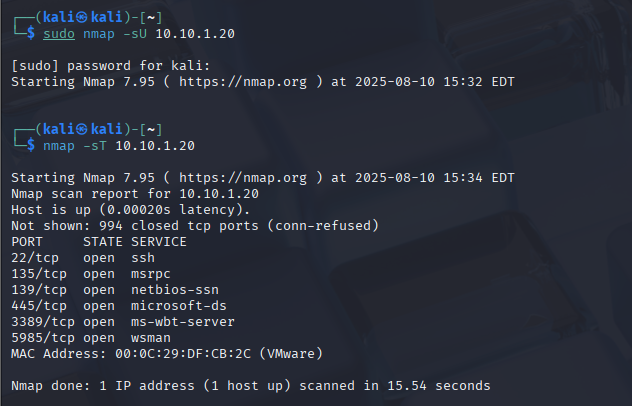 ┌──(kali㉿kali)-[~]
└─$ sudo nmap -sU 10.10.1.20
[sudo] password for kali:
Starting Nmap 7.95 ( https://nmap.org ) at 2025-08-10 15:32 EDT
┌──(kali㉿kali)-[~]
└─$ nmap -sT 10.10.1.20
Starting Nmap 7.95 ( https://nmap.org ) at 2025-08-10 15:34 EDT
Nmap scan report for 10.10.1.20
Host is up (0.00020s latency).
Not shown: 994 closed tcp ports (conn-refused)
PORT     STATE SERVICE
22/tcp   open  ssh
135/tcp  open  msrpc
139/tcp  open  netbios-ssn
445/tcp  open  microsoft-ds
3389/tcp open  ms-wbt-server
5985/tcp open  wsman
MAC Address: 00:0C:29:DF:CB:2C (VMware)
Nmap done: 1 IP address (1 host up) scanned in 15.54 seconds